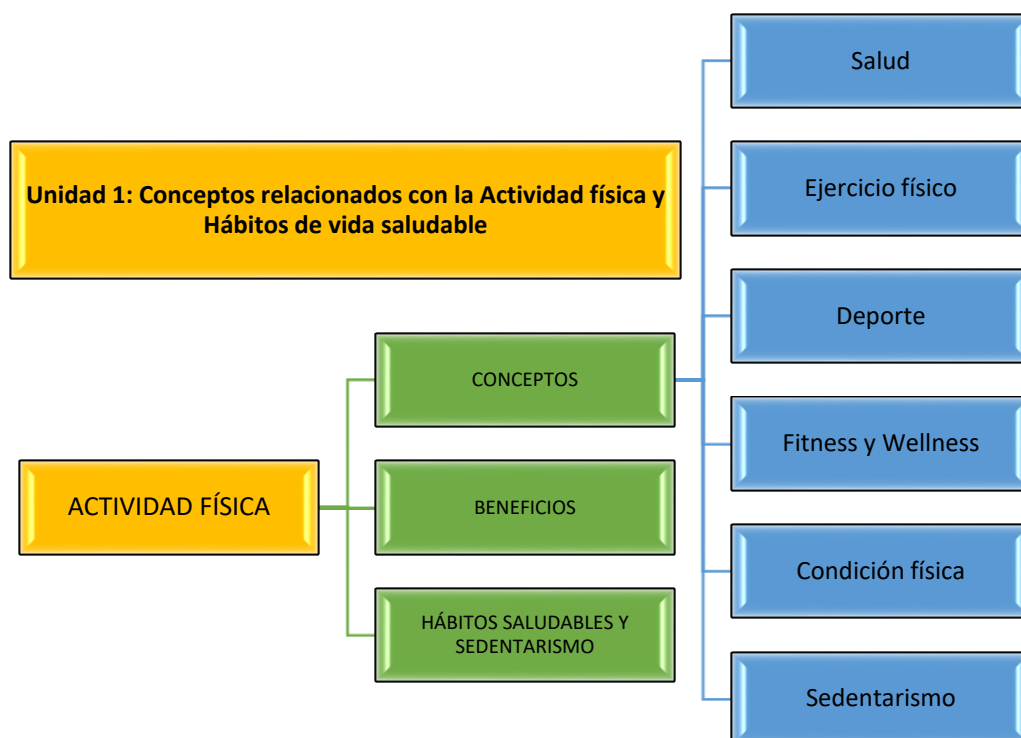 Unidad 1: Conceptos relacionados con la Actividad física y
Hábitos de vida saludable
ACTIVIDAD FÍSICA
CONCEPTOS
BENEFICIOS
HÁBITOS SALUDABLES Y
SEDENTARISMO
Salud
Ejercicio físico
Deporte
Fitness y Wellness
Condición física
Sedentarismo